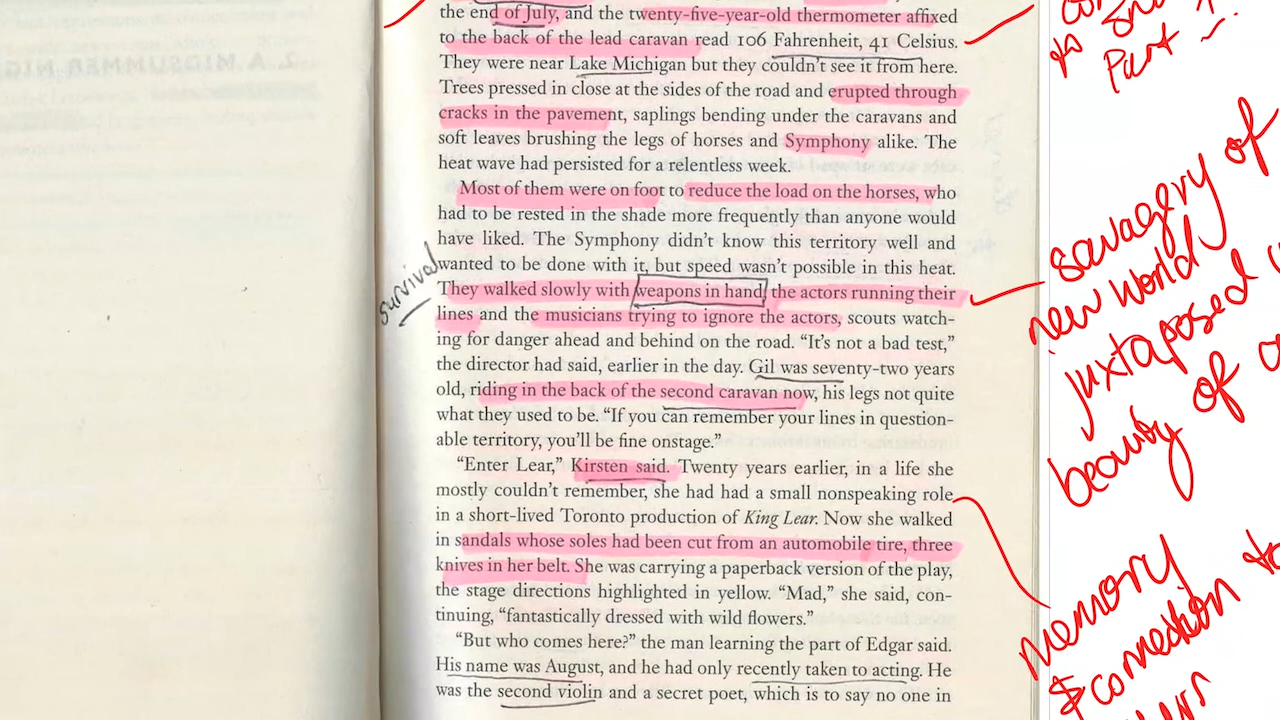 the end of July, and the twenty-five-year-old thermometer affixed
to the back of the lead caravan read 106 Fahrenheit, 41 Celsius.
They were near Lake Michigan but they couldn't see it from here.
Trees pressed in close at the sides of the road and erupted through
cracks in the pavement, saplings bending under the caravans and
soft leaves brushing the legs of horses and Symphony alike. The
heat wave had persisted for a relentless week.
Most of them were on foot to reduce the load on the horses, who
had to be rested in the shade more frequently than anyone would
have liked. The Symphony didn't know this territory well and
wanted to be done with it, but speed wasn't possible in this heat.
They walked slowly with weapons in hand, the actors running their
lines and the musicians trying to ignore the actors, scouts watch-
ing for danger ahead and behind on the road. "It's not a bad test,"
the director had said, earlier in the day. Gil was seventy-two years
old, riding in the back of the second caravan now, his legs not quite
what they used to be. "If you can remember your lines in question-
able territory, you'll be fine onstage."
"Enter Lear," Kirsten said. Twenty years earlier, in a life she
mostly couldn't remember, she had had a small nonspeaking role
in a short-lived Toronto production of King Lear. Now she walked
in sandals whose soles had been cut from an automobile tire, three
knives in her belt. She was carrying a paperback version of the play,
the stage directions highlighted in yellow. "Mad," she said, con-
tinuing, "fantastically dressed with wild flowers."
"But who comes here?" the man learning the part of Edgar said.
His name was August, and he had only recently taken to acting. He
was the second violin and a secret poet, which is to say no one in
survival
to
Part
savagery of
new world
juxtaposed
beauty of
memory
$ connection to
2. A MIDSUMMER NIG